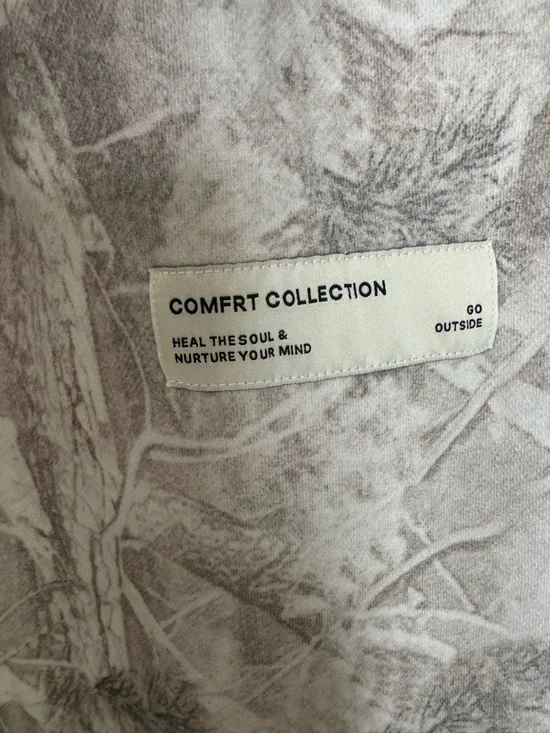 COMFRT COLLECTION
HEAL THE SOUL &
NURTURE YOUR MIND
GO
OUTSIDE